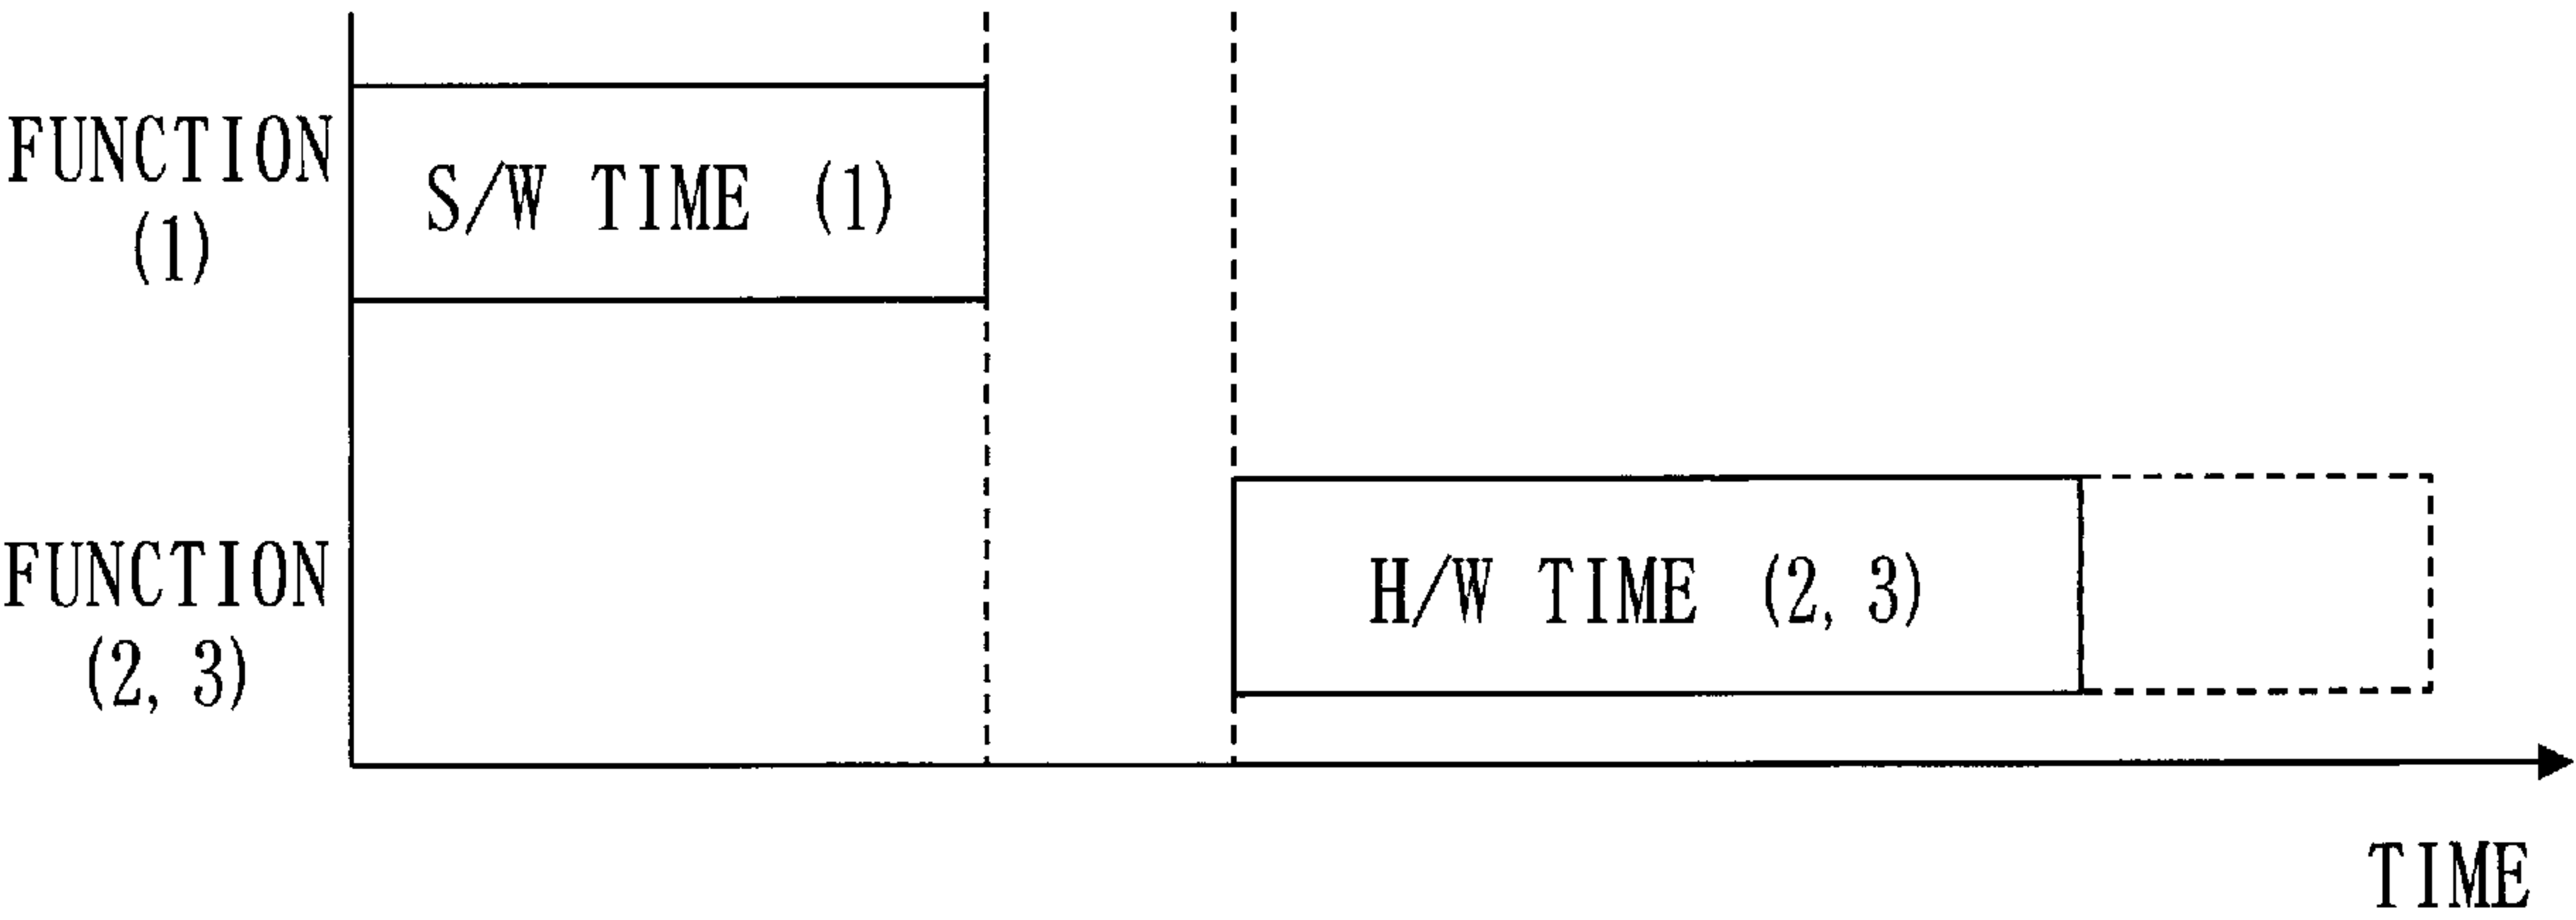 FUNCTION
(1)
S/W TIME (1)
FUNCTION
(2, 3)
H/W TIME (2, 3)
TIME